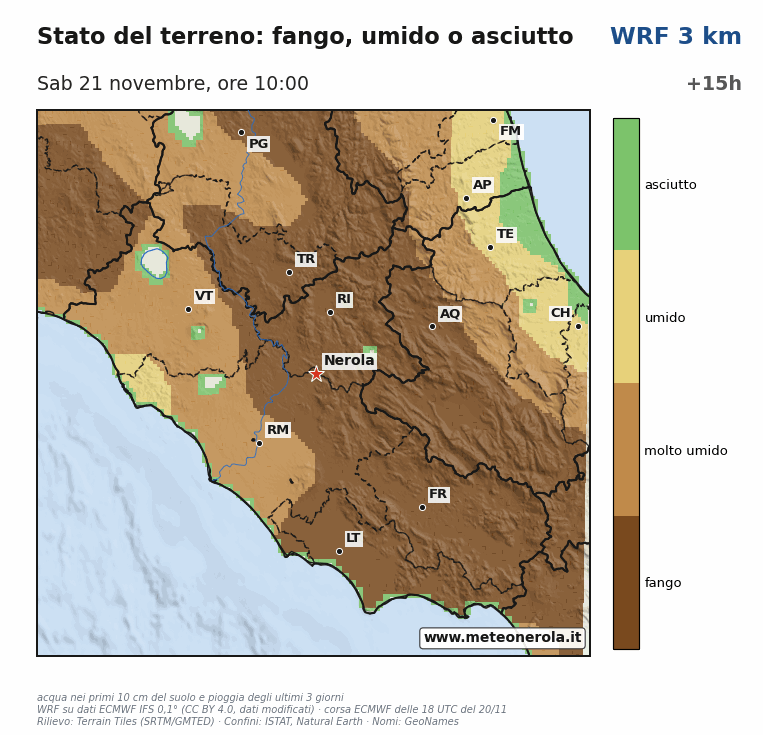 Stato del terreno: fango, umido o asciutto
WRF 3 km
Sab 21 novembre, ore 10:00
+15h
FM
PG
asciutto
AP
TE
TR
VT
RI
AQ
CH
umido
Nerola
RM
molto umido
FR
LT
fango
www.meteonerola.it
acqua nei primi 10 cm del suolo e pioggia degli ultimi 3 giorni
WRF su dati ECMWF IFS 0,1° (CC BY 4.0, dati modificati) · corsa ECMWF delle 18 UTC del 20/11
Rilievo: Terrain Tiles (SRTM/GMTED) · Confini: ISTAT, Natural Earth · Nomi: GeoNames